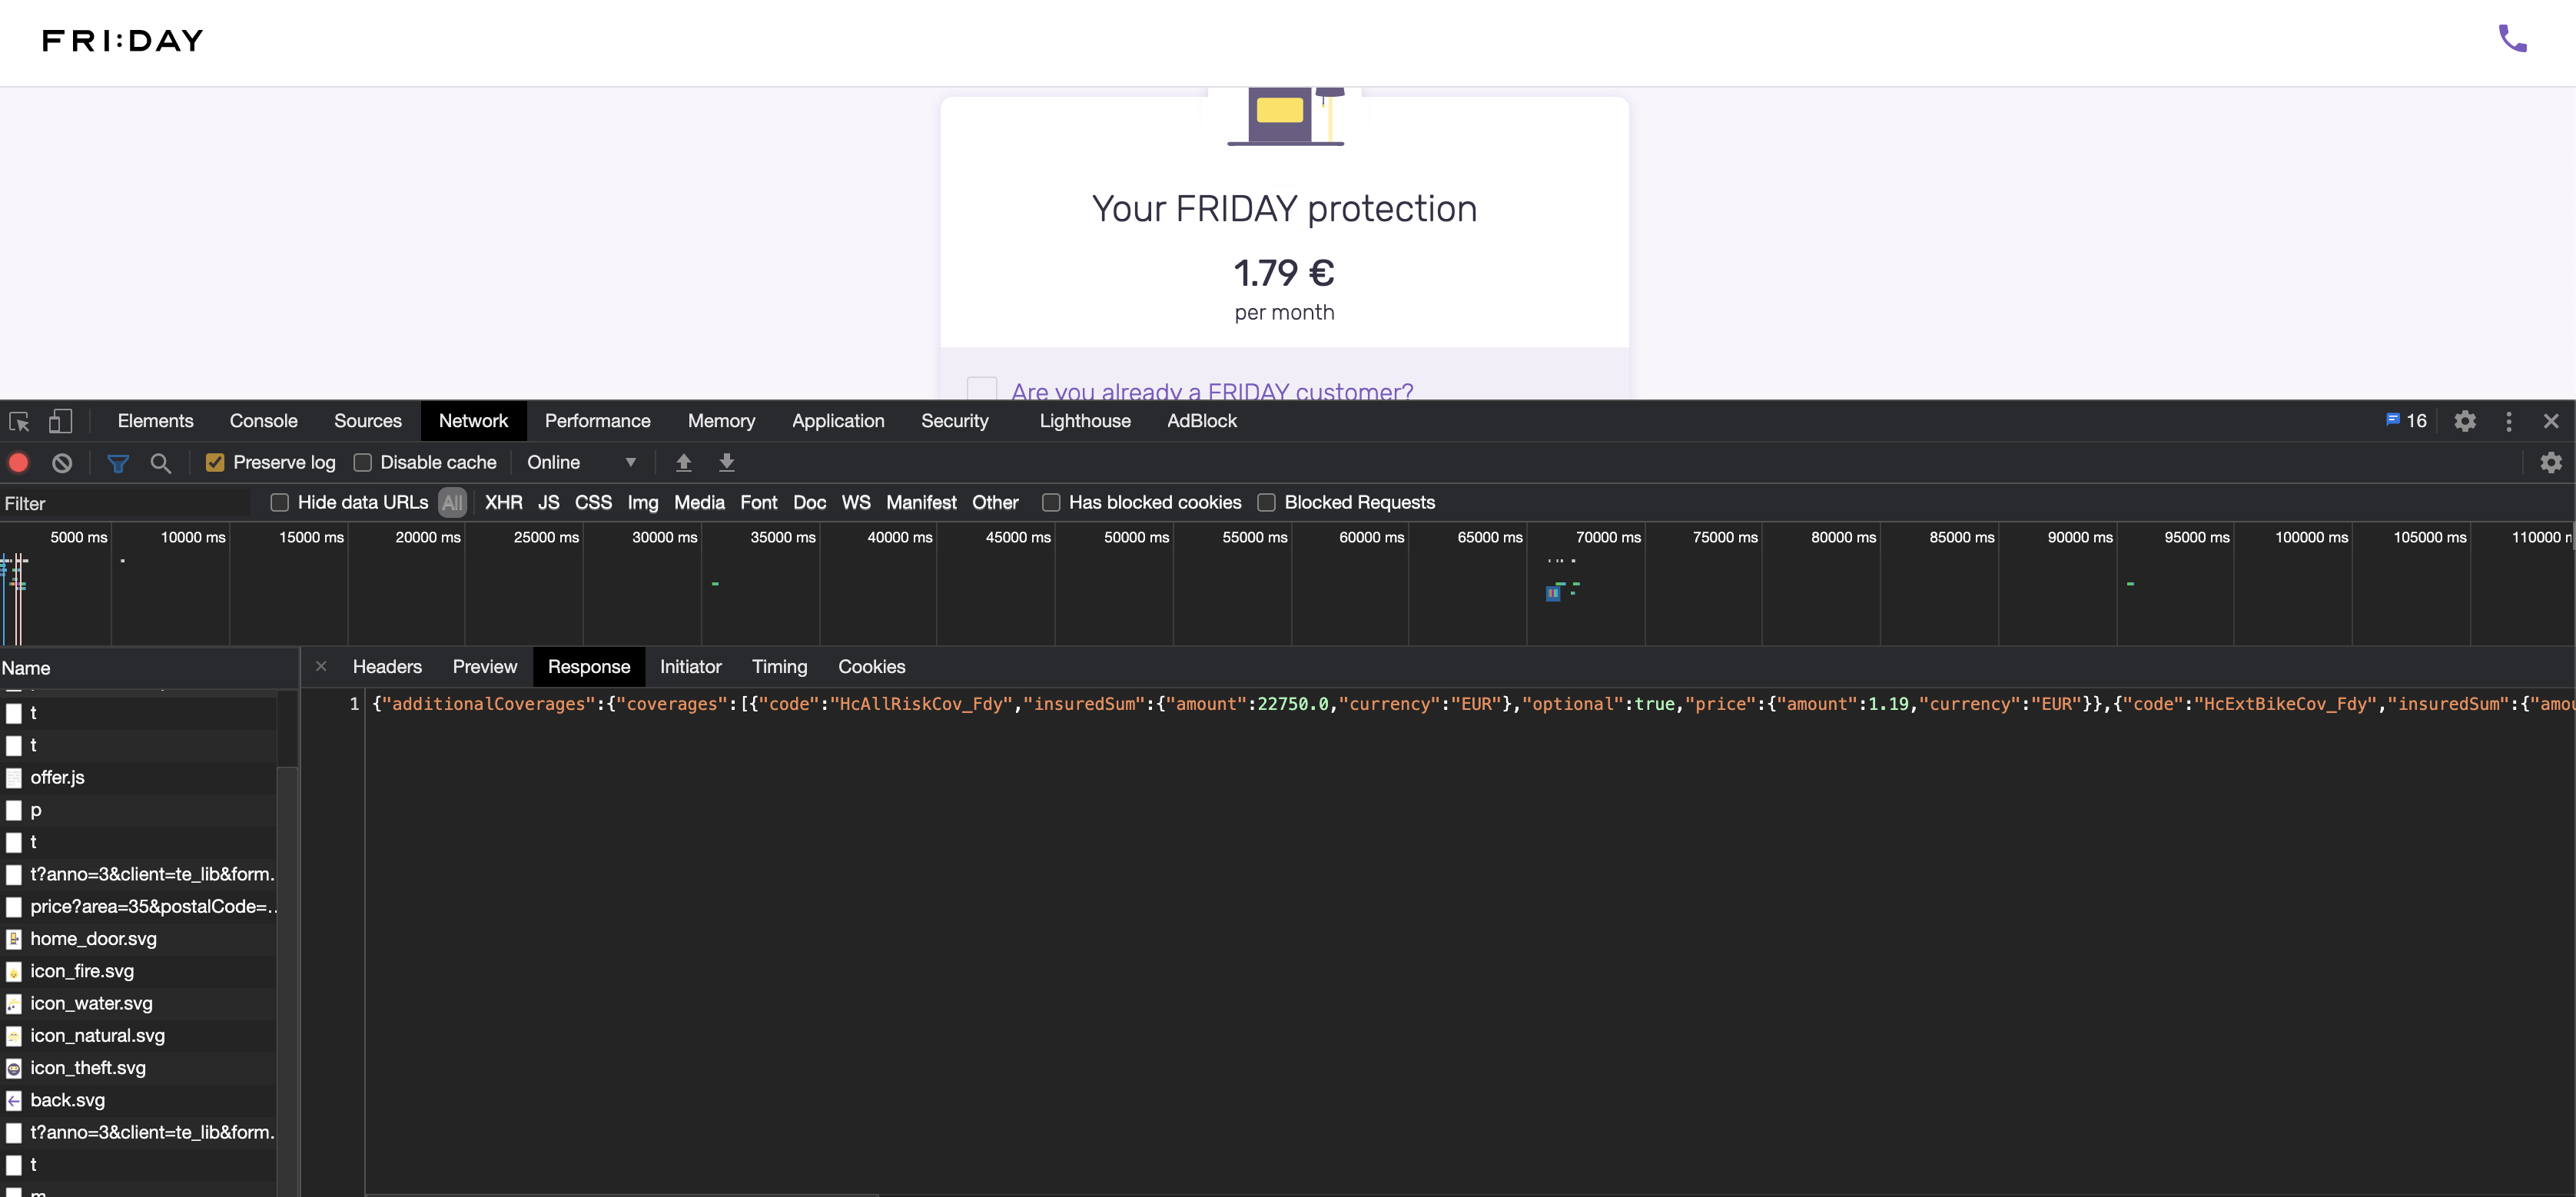 FRI:DAY
Your FRIDAY protection
1.79 €
per month
Are you already a FRIDAY customer?
Elements Console Sources Network Performance Memory Application Security Lighthouse AdBlock 16
Preserve log Disable cache Online
Filter Hide data URLs All XHR JS CSS Img Media Font Doc WS Manifest Other Has blocked cookies Blocked Requests
5000 ms 10000 ms 15000 ms 20000 ms 25000 ms 30000 ms 35000 ms 40000 ms 45000 ms 50000 ms 55000 ms 60000 ms 65000 ms 70000 ms 75000 ms 80000 ms 85000 ms 90000 ms 95000 ms 100000 ms 105000 ms 110000
Name
Headers Preview Response Initiator Timing Cookies
1 {"additionalCoverages":{"coverages":[{"code":"HcAllRiskCov_Fdy","insuredSum":{"amount":22750.0,"currency":"EUR"},"optional":true,"price":{"amount":1.19,"currency":"EUR"}},{"code":"HcExtBikeCov_Fdy","insuredSum":{"amou
t
t
offer.js
p
t
t?anno=3&client=te_lib&form.
price?area=35&postalCode=..
home_door.svg
icon_fire.svg
icon_water.svg
icon_natural.svg
icon_theft.svg
back.svg
t?anno=3&client=te_lib&form.
t